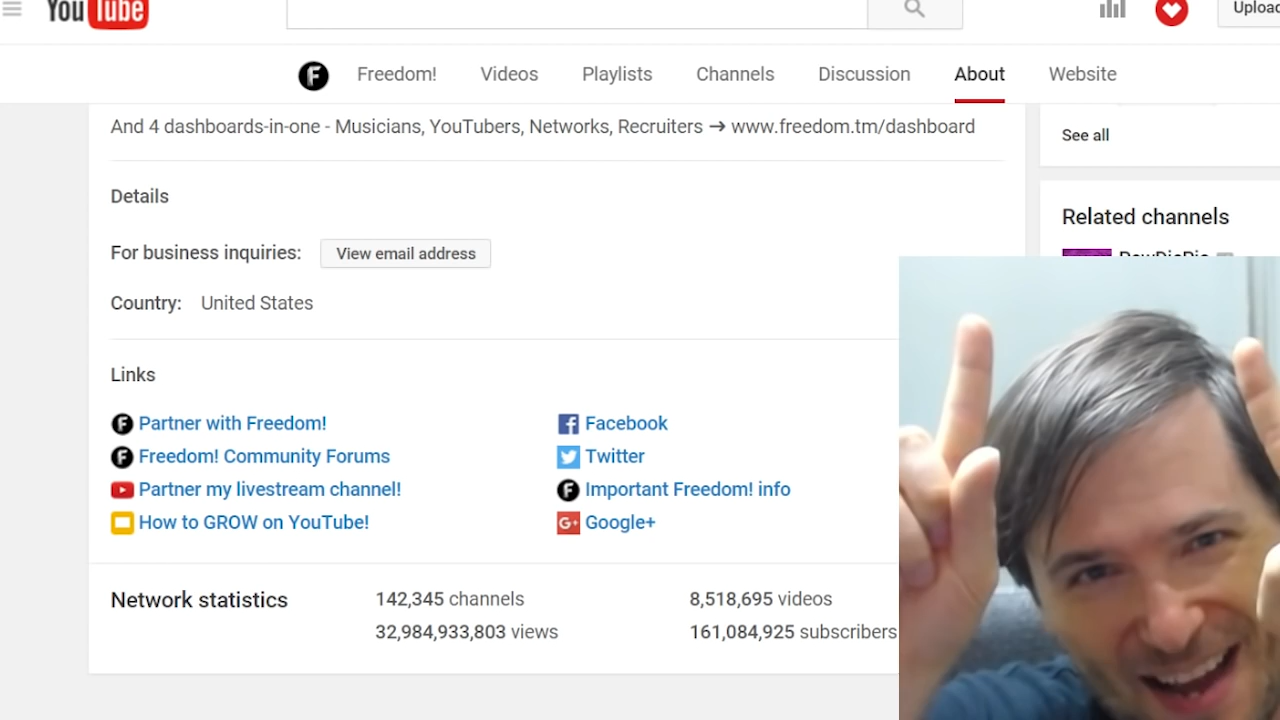 YouTube
Upload
Freedom! Videos Playlists Channels Discussion About Website
And 4 dashboards-in-one - Musicians, YouTubers, Networks, Recruiters → www.freedom.tm/dashboard
See all
Details
Related channels
For business inquiries: View email address
PewDiePie
Country: United States
Links
Partner with Freedom! Facebook
Freedom! Community Forums Twitter
Partner my livestream channel! Important Freedom! info
How to GROW on YouTube! Google+
Network statistics 142,345 channels 8,518,695 videos
32,984,933,803 views 161,084,925 subscribers